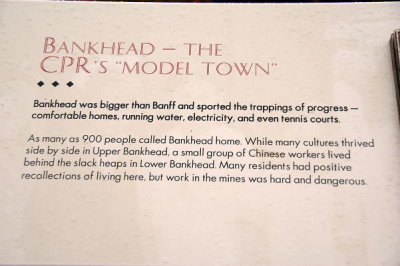 BANKHEAD – THE
CPR'S "MODEL TOWN"
Bankhead was bigger than Banff and sported the trappings of progress –
comfortable homes, running water, electricity, and even tennis courts.
As many as 900 people called Bankhead home. While many cultures thrived
side by side in Upper Bankhead, a small group of Chinese workers lived
behind the slack heaps in Lower Bankhead. Many residents had positive
recollections of living here, but work in the mines was hard and dangerous.